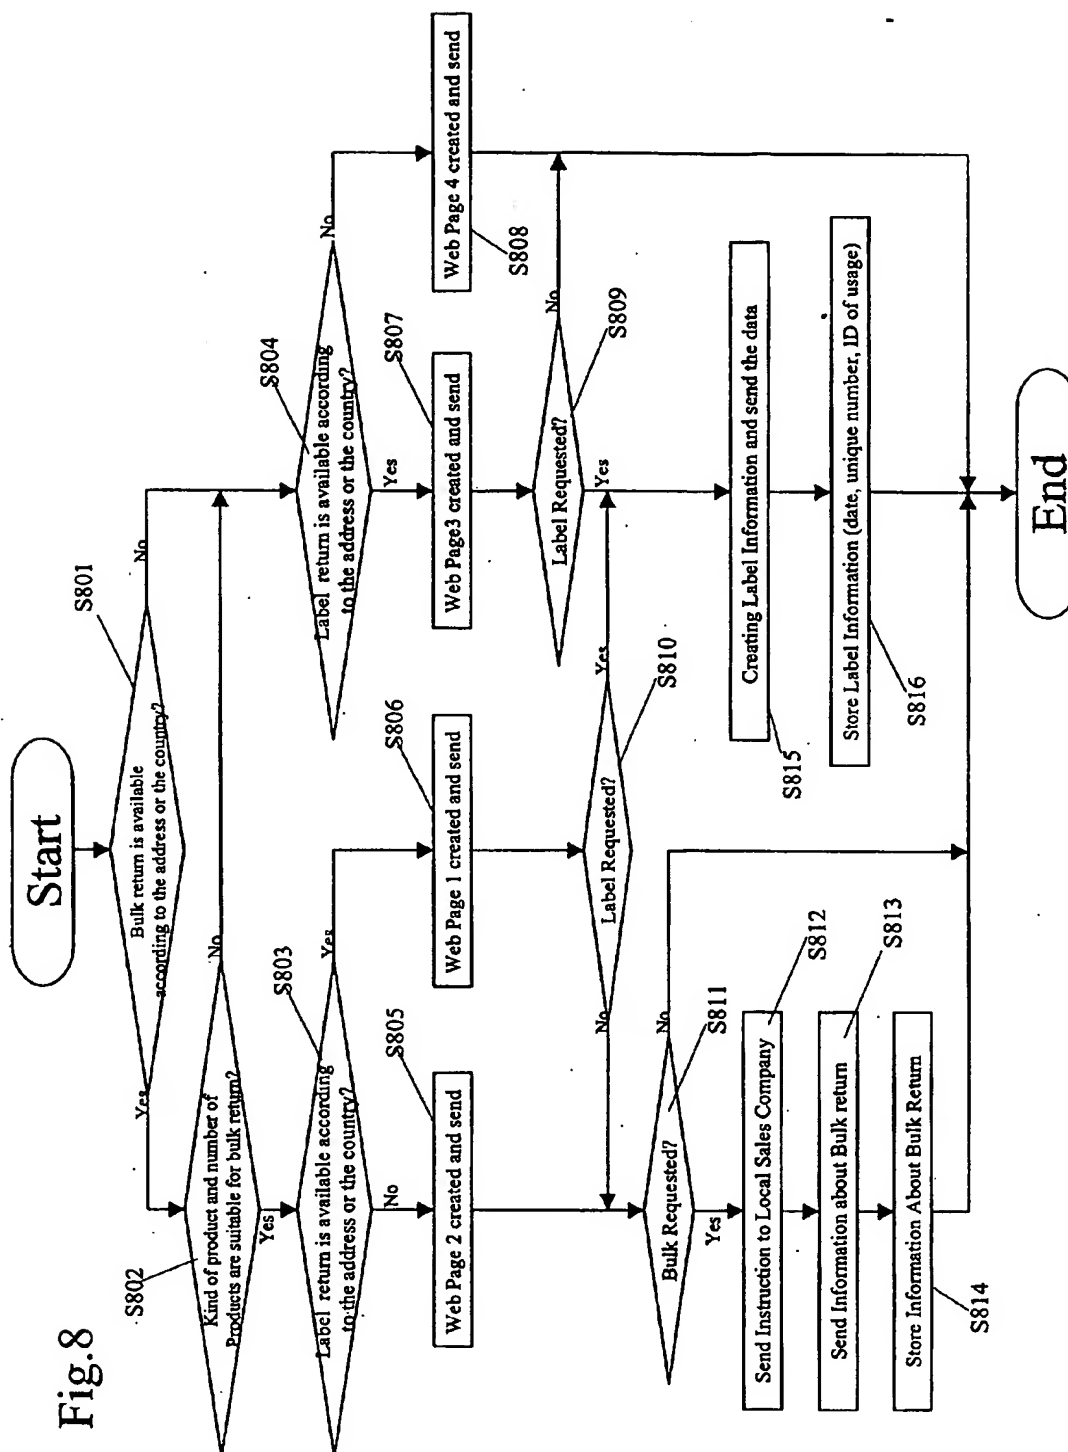 Fig.8
Start
Bulk return is available
according to the address or the country?
S801
Yes
No
Kind of product and number of
Products are suitable for bulk return?
S802
Yes
No
Label return is available according
to the address or the country?
S803
Yes
No
Label return is available according
to the address or the country?
S804
Yes
No
Web Page 2 created and send
S805
Web Page 1 created and send
S806
Web Page3 created and send
S807
Web Page 4 created and send
S808
Label Requested?
S809
Yes
No
Label Requested?
S810
Yes
No
Bulk Requested?
S811
Yes
No
Send Instruction to Local Sales Company
S812
Send Information about Bulk return
S813
Store Information About Bulk Return
S814
Creating Label Information and send the data
S815
Store Label Information (date, unique number, ID of usage)
S816
End